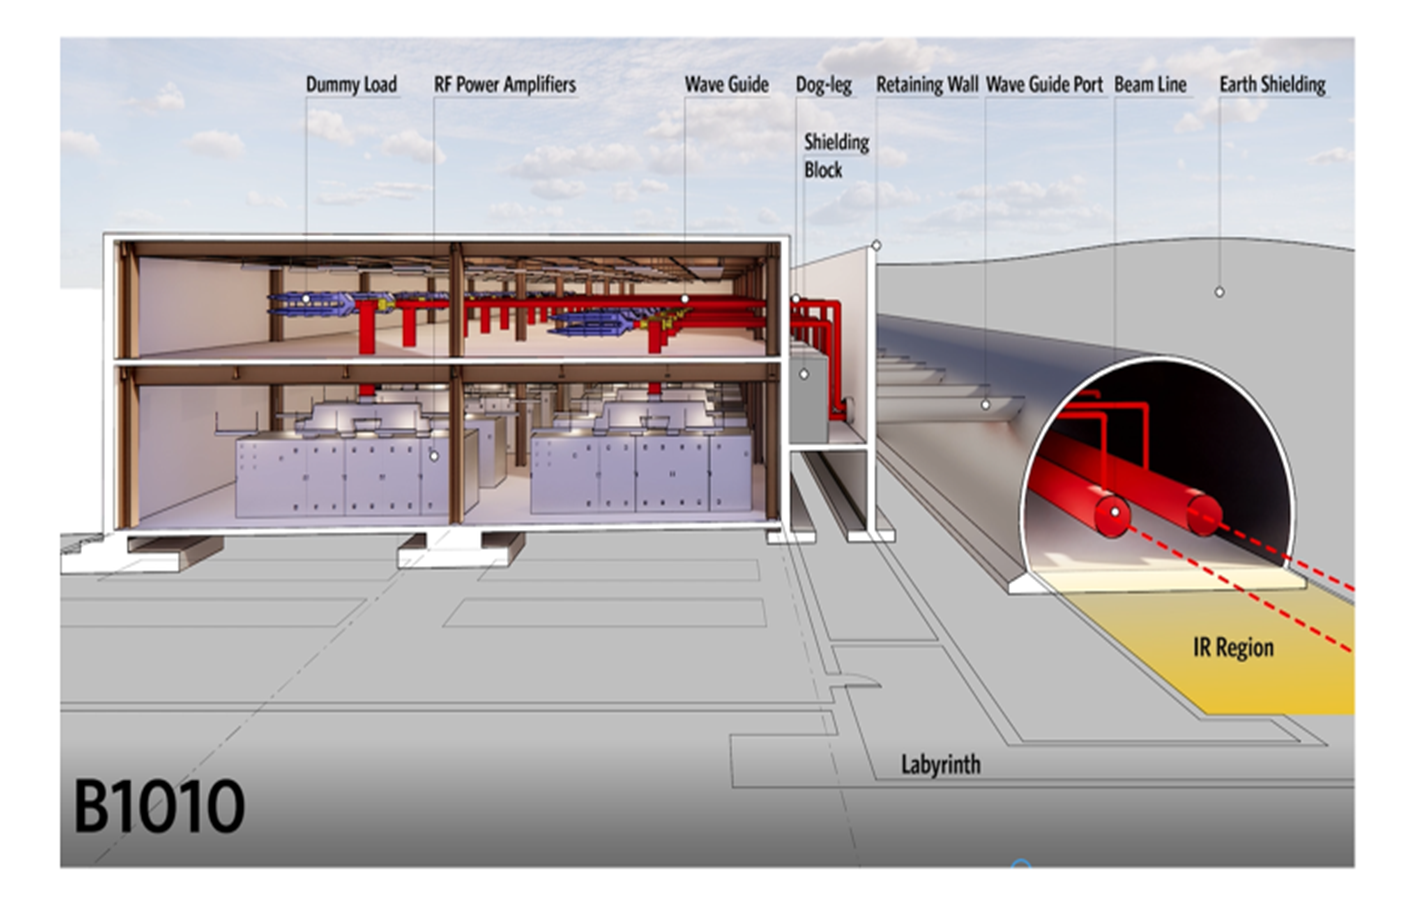 Dummy Load
RF Power Amplifiers
Wave Guide
Dog-leg
Retaining Wall
Wave Guide Port
Beam Line
Earth Shielding
Shielding
Block
IR Region
Labyrinth
B1010